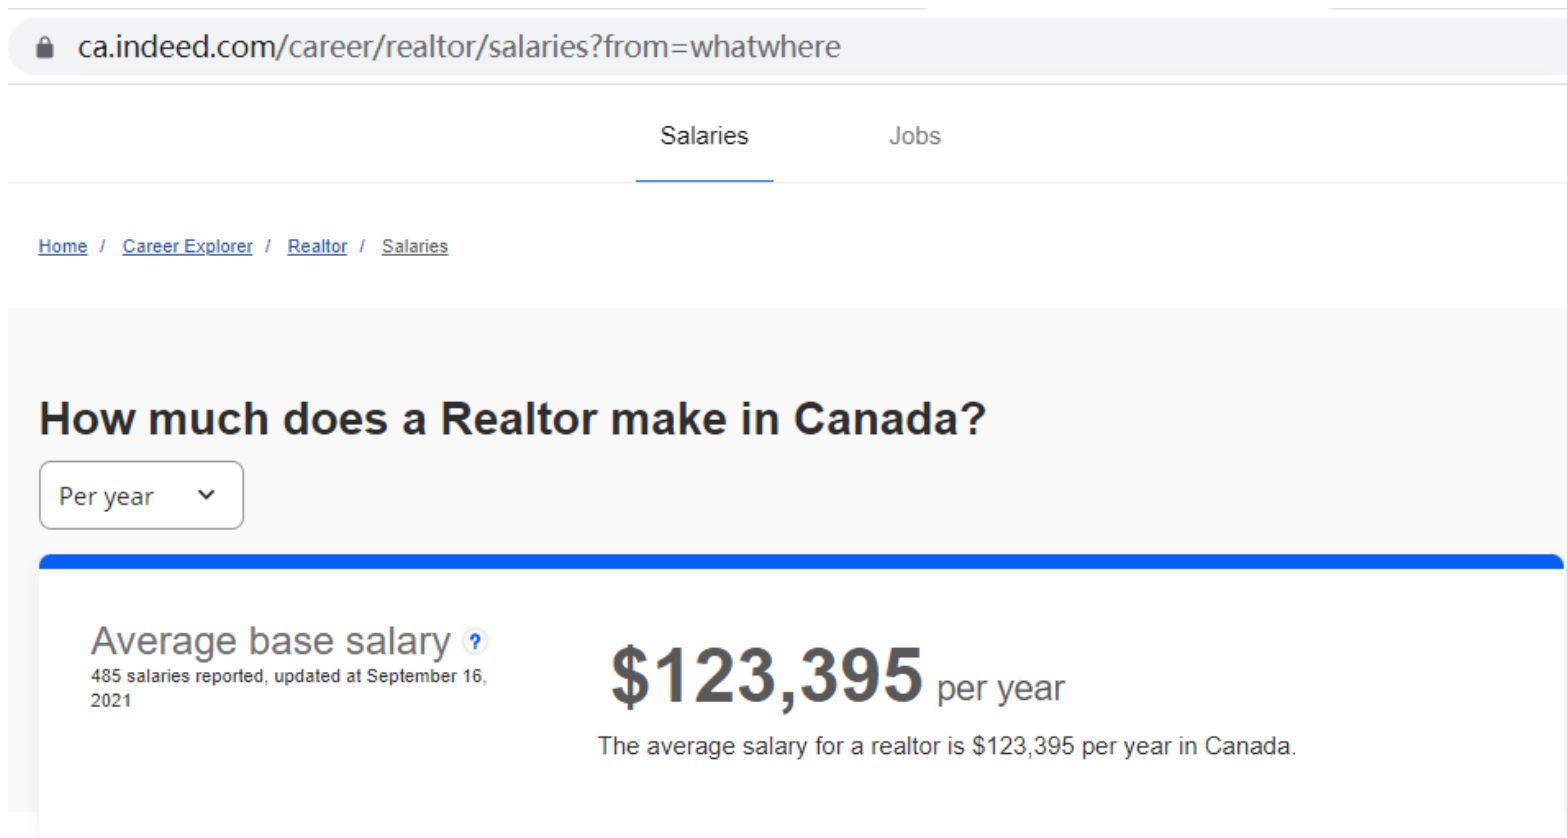 ca.indeed.com/career/realtor/salaries?from=whatwhere
Salaries Jobs
Home / Career Explorer / Realtor / Salaries
How much does a Realtor make in Canada?
Per year
Average base salary ?
485 salaries reported, updated at September 16,
2021
$123,395 per year
The average salary for a realtor is $123,395 per year in Canada.